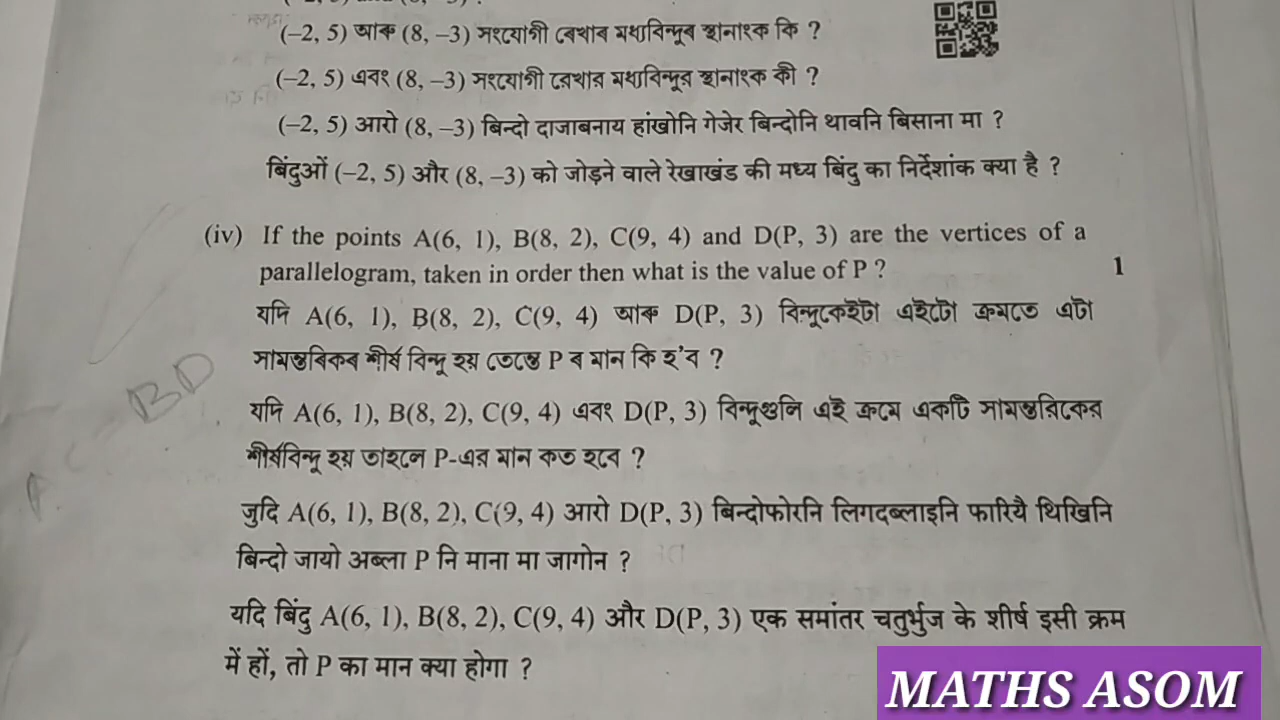 (–2, 5) আৰু (8, –3) সংযোগী ৰেখাৰ মধ্যবিন্দুৰ স্থানাংক কি ?
(–2, 5) এবং (8, –3) সংযোগী রেখার মধ্যবিন্দুর স্থানাংক কী ?
(–2, 5) आरो (8, –3) बिन्दो दाजाबनाय हांखोनि गेजेर बिन्दोनि थावनि बिसाना मा ?
बिंदुओं (–2, 5) और (8, –3) को जोड़ने वाले रेखाखंड की मध्य बिंदु का निर्देशांक क्या है ?
(iv) If the points A(6, 1), B(8, 2), C(9, 4) and D(P, 3) are the vertices of a
parallelogram, taken in order then what is the value of P ? 1
যদি A(6, 1), B(8, 2), C(9, 4) আৰু D(P, 3) বিন্দুকেইটা এইটো ক্ৰমতে এটা
সামন্তৰিকৰ শীৰ্ষ বিন্দু হয় তেন্তে P ৰ মান কি হ'ব ?
যদি A(6, 1), B(8, 2), C(9, 4) এবং D(P, 3) বিন্দুগুলি এই ক্রমে একটি সামন্তরিকের
শীর্ষবিন্দু হয় তাহলে P-এর মান কত হবে ?
जुदि A(6, 1), B(8, 2), C(9, 4) आरो D(P, 3) बिन्दोफोरनि लिगदब्लाइनि फारियै थिखिनि
बिन्दो जायो अब्ला P नि माना मा जागोन ?
यदि बिंदु A(6, 1), B(8, 2), C(9, 4) और D(P, 3) एक समांतर चतुर्भुज के शीर्ष इसी क्रम
में हों, तो P का मान क्या होगा ?
BD
A C
MATHS ASOM